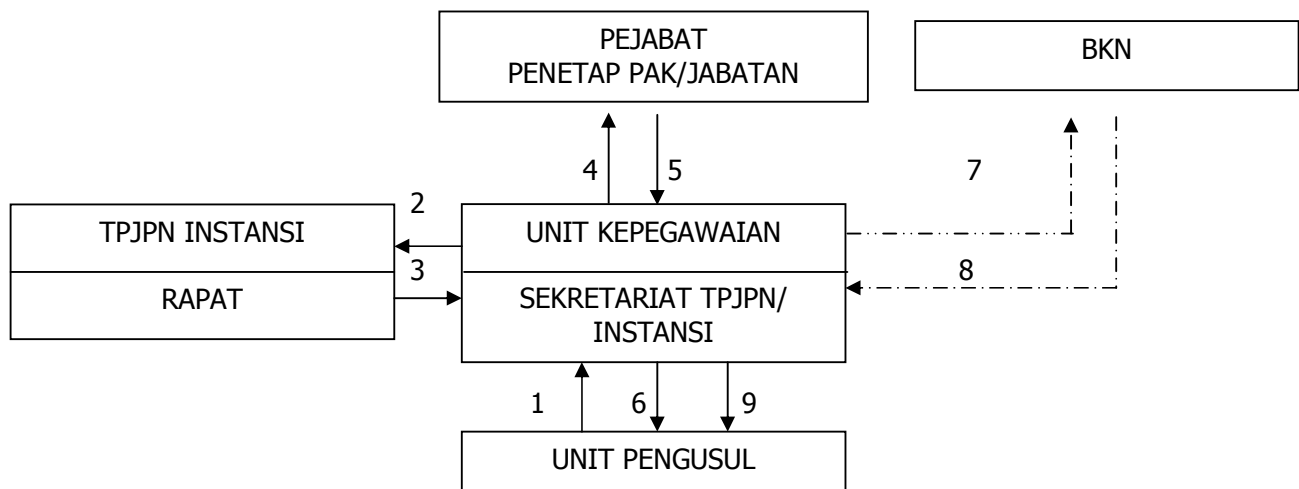 PEJABAT
PENETAP PAK/JABATAN
BKN
4
5
7
2
TPJPN INSTANSI
UNIT KEPEGAWAIAN
3
8
RAPAT
SEKRETARIAT TPJPN/
INSTANSI
1
6
9
UNIT PENGUSUL